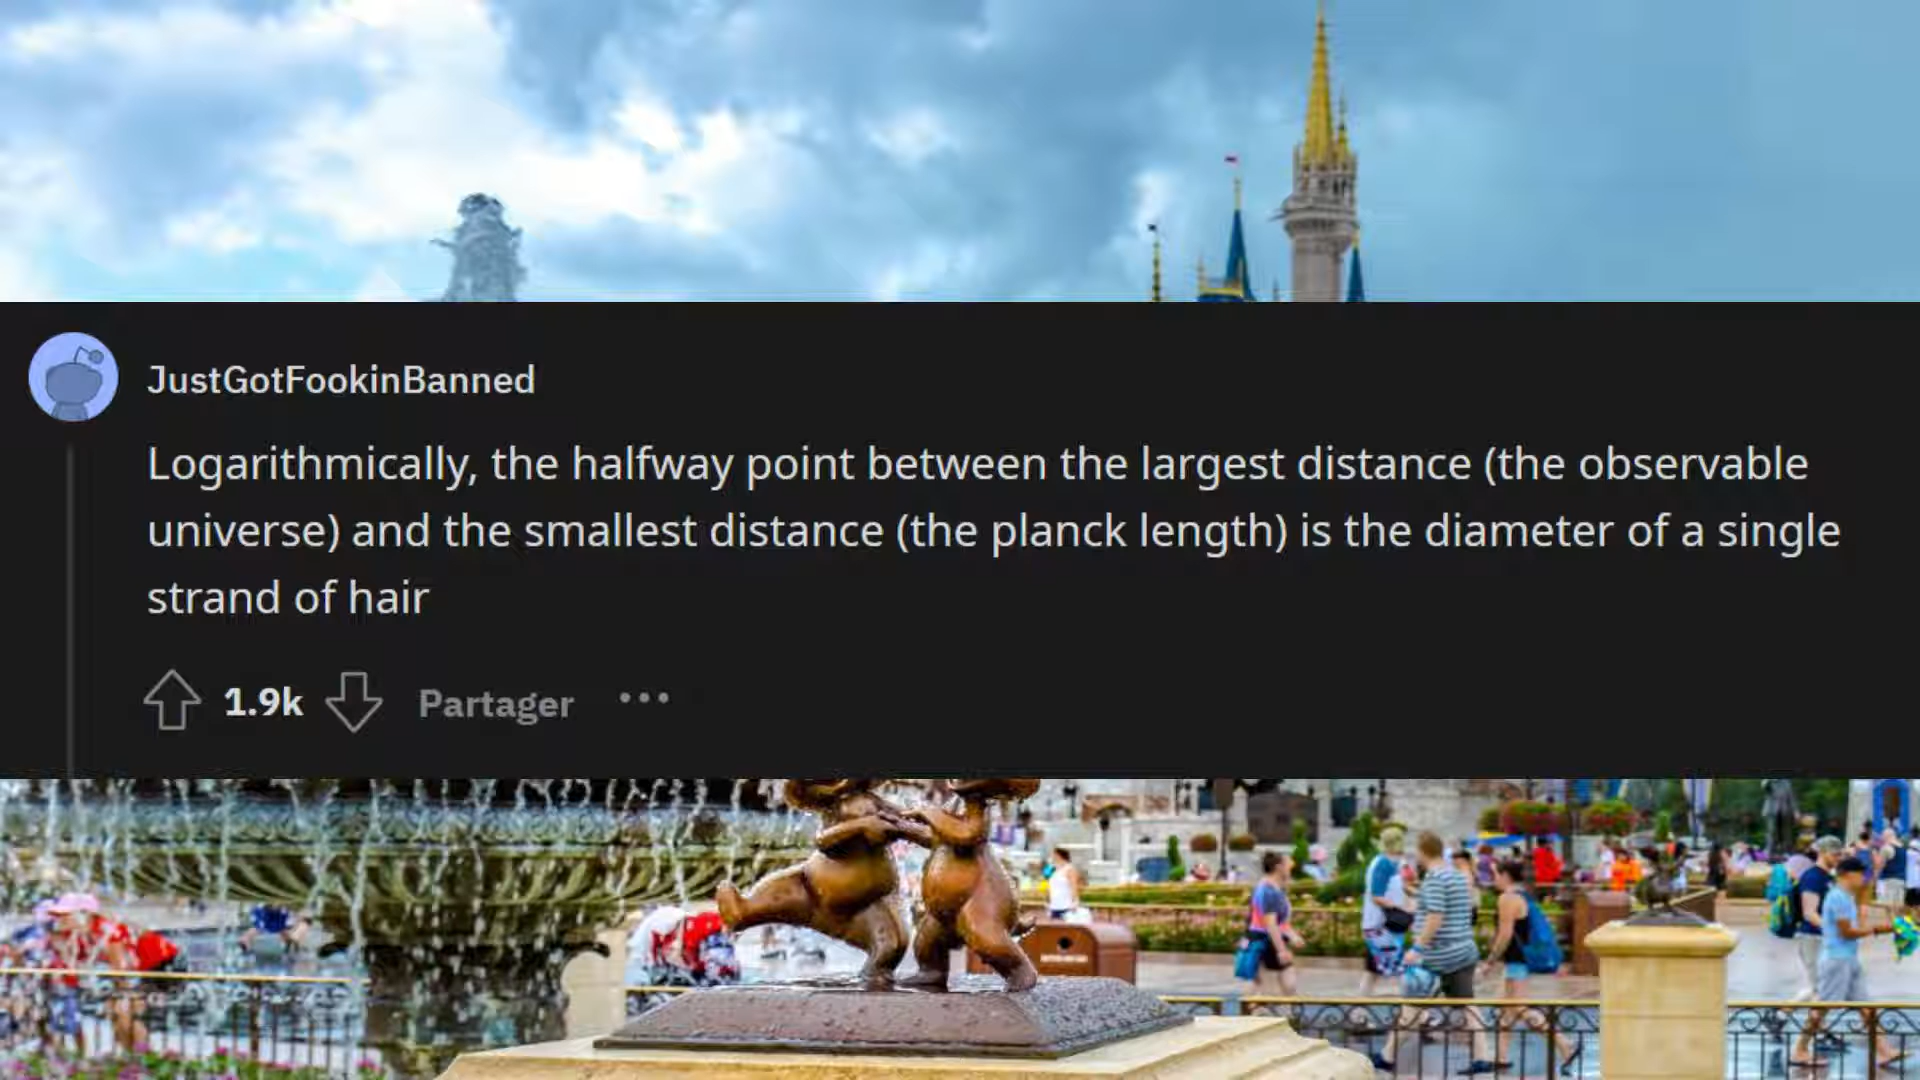 JustGotFookinBanned
Logarithmically, the halfway point between the largest distance (the observable
universe) and the smallest distance (the planck length) is the diameter of a single
strand of hair
1.9k Partager